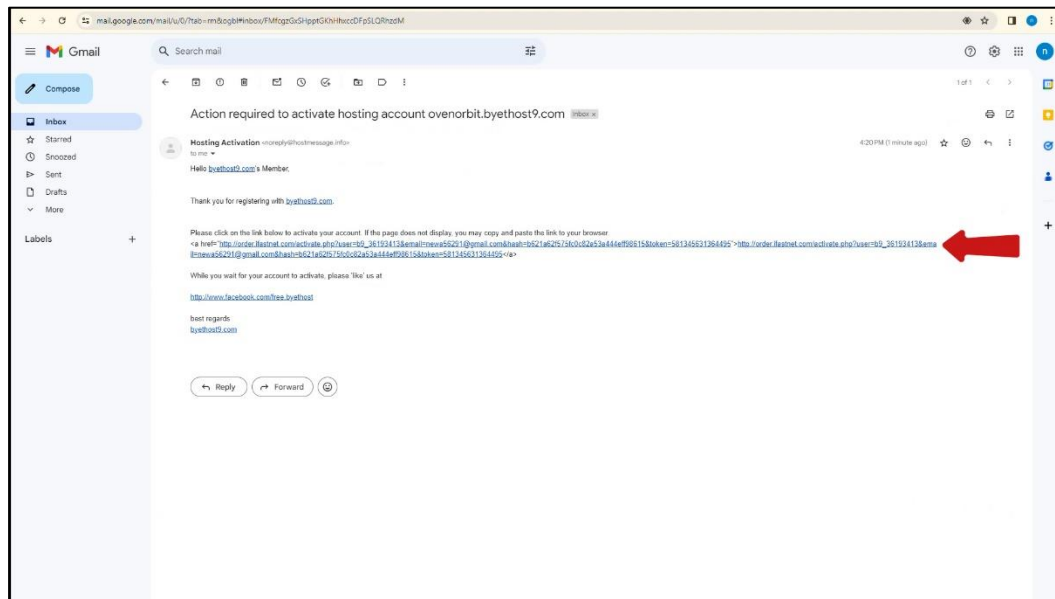 mail.google.com/mail/u/0/?tab=rm&ogbl#inbox/FMfcgzGxSHpptGKhHhxccDFpSLQRhzdM
Gmail
Search mail
n
Compose
1 of 1
Action required to activate hosting account ovenorbit.byethost9.com Inbox x
Inbox
Starred
Hosting Activation <noreply@hostmessage.info>
4:20 PM (1 minute ago)
to me
Snoozed
Hello byethost9.com's Member,
Sent
Drafts
Thank you for registering with byethost9.com.
More
Labels
Please click on the link below to activate your account. If the page does not display, you may copy and paste the link to your browser.
<a href="http://order.ifastnet.com/activate.php?user=b9_36193413&email=newa56291@gmail.com&hash=b621a62f575fc0c82a53a444eff98615&token=581345631364495">http://order.ifastnet.com/activate.php?user=b9_36193413&ema
il=newa56291@gmail.com&hash=b621a62f575fc0c82a53a444eff98615&token=581345631364495</a>
While you wait for your account to activate, please 'like' us at
http://www.facebook.com/free.byethost
best regards
byethost9.com
Reply
Forward